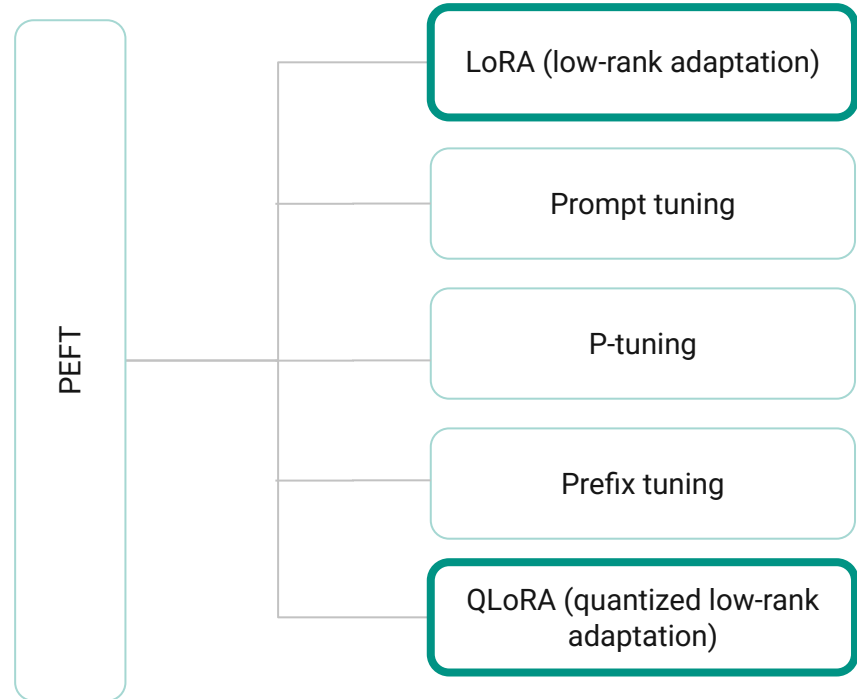 PEFT
LoRA (low-rank adaptation)
Prompt tuning
P-tuning
Prefix tuning
QLoRA (quantized low-rank
adaptation)